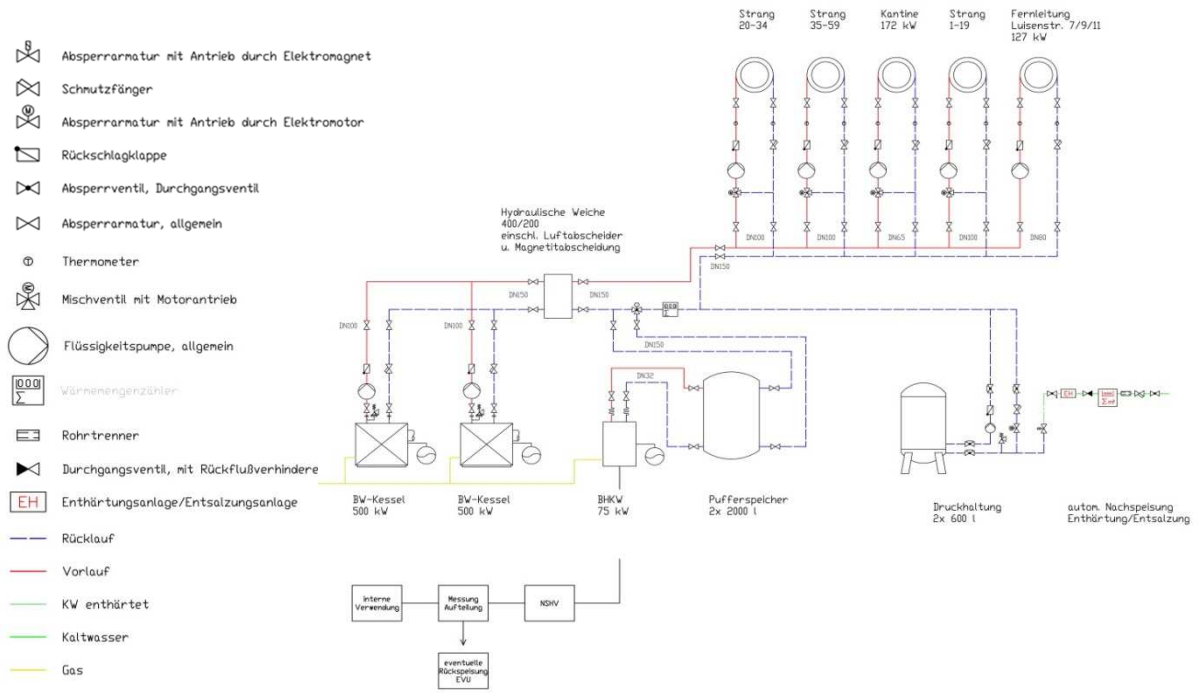 Absperrarmatur mit Antrieb durch Elektromagnet
Schmutzfänger
M
Absperrarmatur mit Antrieb durch Elektromotor
Rückschlagklappe
Absperrventil, Durchgangsventil
Absperrarmatur, allgemein
Thermometer
Mischventil mit Motorantrieb
Flüssigkeitspumpe, allgemein
000
Σ
Wärmemengenzähler
Rohrtrenner
Durchgangsventil, mit Rückflußverhindere
EH
Enthärtungsanlage/Entsalzungsanlage
Rücklauf
Vorlauf
KW enthärtet
Kaltwasser
Gas
Strang
20-34
Strang
35-59
Kantine
172 kW
Strang
1-19
Fernleitung
Luisenstr. 7/9/11
127 kW
DN100
DN100
DN65
DN100
DN80
DN150
Hydraulische Weiche
400/200
einschl. Luftabscheider
u. Magnetitabscheidung
DN150
DN150
DN100
DN100
DN150
DN32
EH
BW-Kessel
500 kW
BW-Kessel
500 kW
BHKW
75 kW
Pufferspeicher
2x 2000 l
Druckhaltung
2x 600 l
autom. Nachspeisung
Enthärtung/Entsalzung
interne
Verwendung
Messung
Aufteilung
NSHV
eventuelle
Rückspeisung
EVU